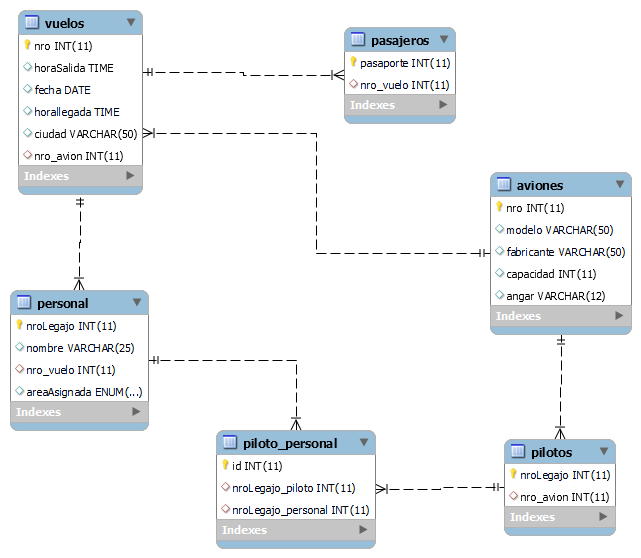 vuelos
nro INT(11)
horaSalida TIME
fecha DATE
horallegada TIME
ciudad VARCHAR(50)
nro_avion INT(11)
Indexes
pasajeros
pasaporte INT(11)
nro_vuelo INT(11)
Indexes
aviones
nro INT(11)
modelo VARCHAR(50)
fabricante VARCHAR(50)
capacidad INT(11)
angar VARCHAR(12)
Indexes
personal
nroLegajo INT(11)
nombre VARCHAR(25)
nro_vuelo INT(11)
areaAsignada ENUM(...)
Indexes
piloto_personal
id INT(11)
nroLegajo_piloto INT(11)
nroLegajo_personal INT(11)
Indexes
pilotos
nroLegajo INT(11)
nro_avion INT(11)
Indexes